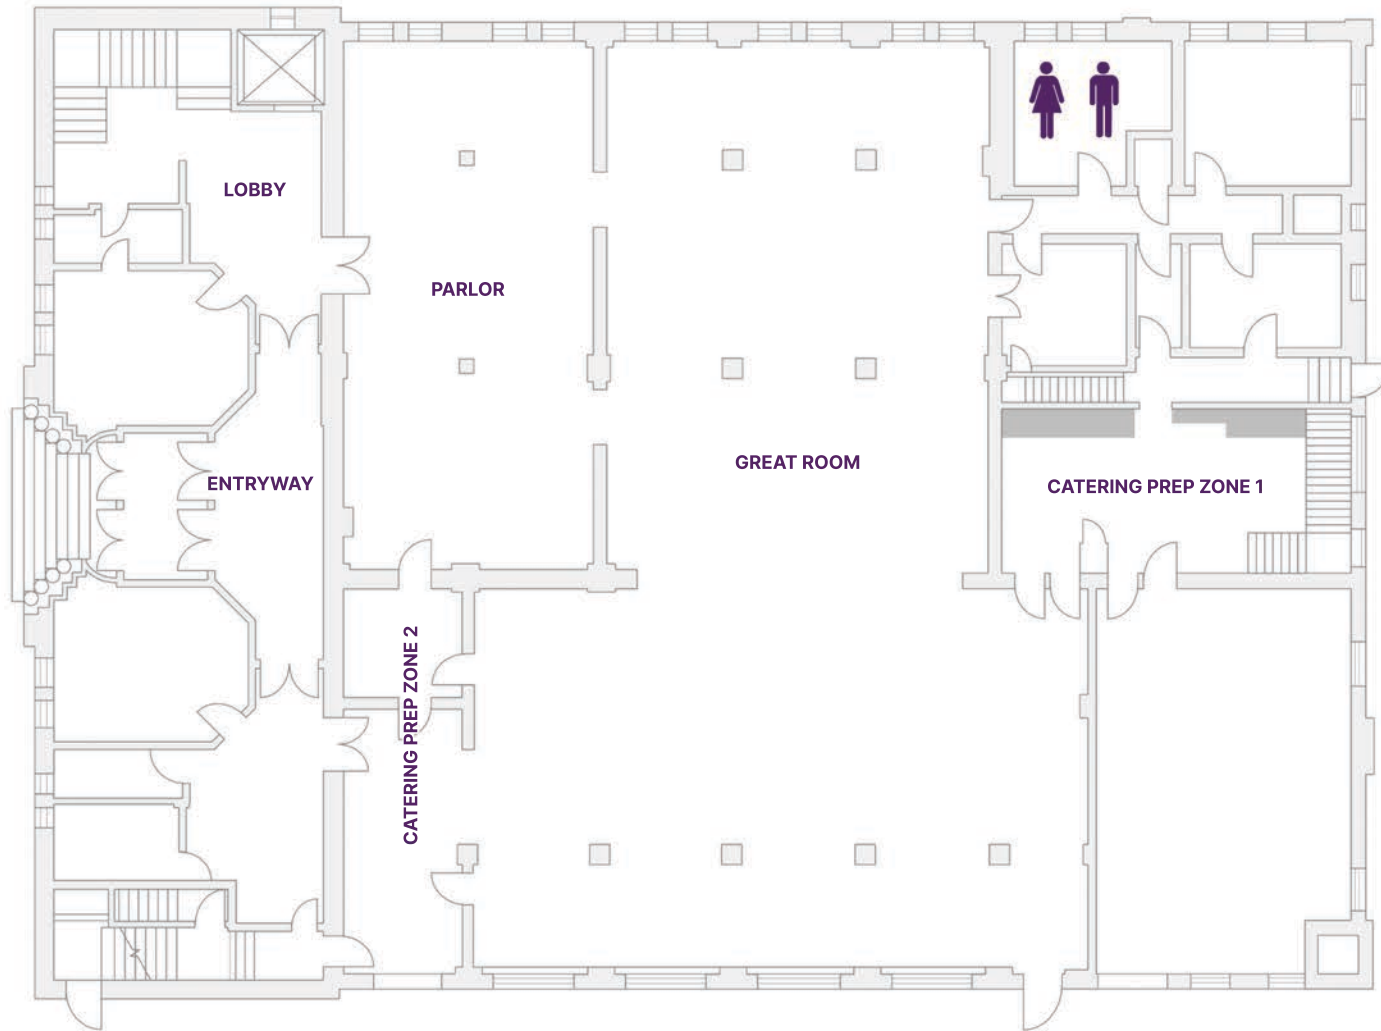 LOBBY
PARLOR
GREAT ROOM
ENTRYWAY
CATERING PREP ZONE 1
CATERING PREP ZONE 2